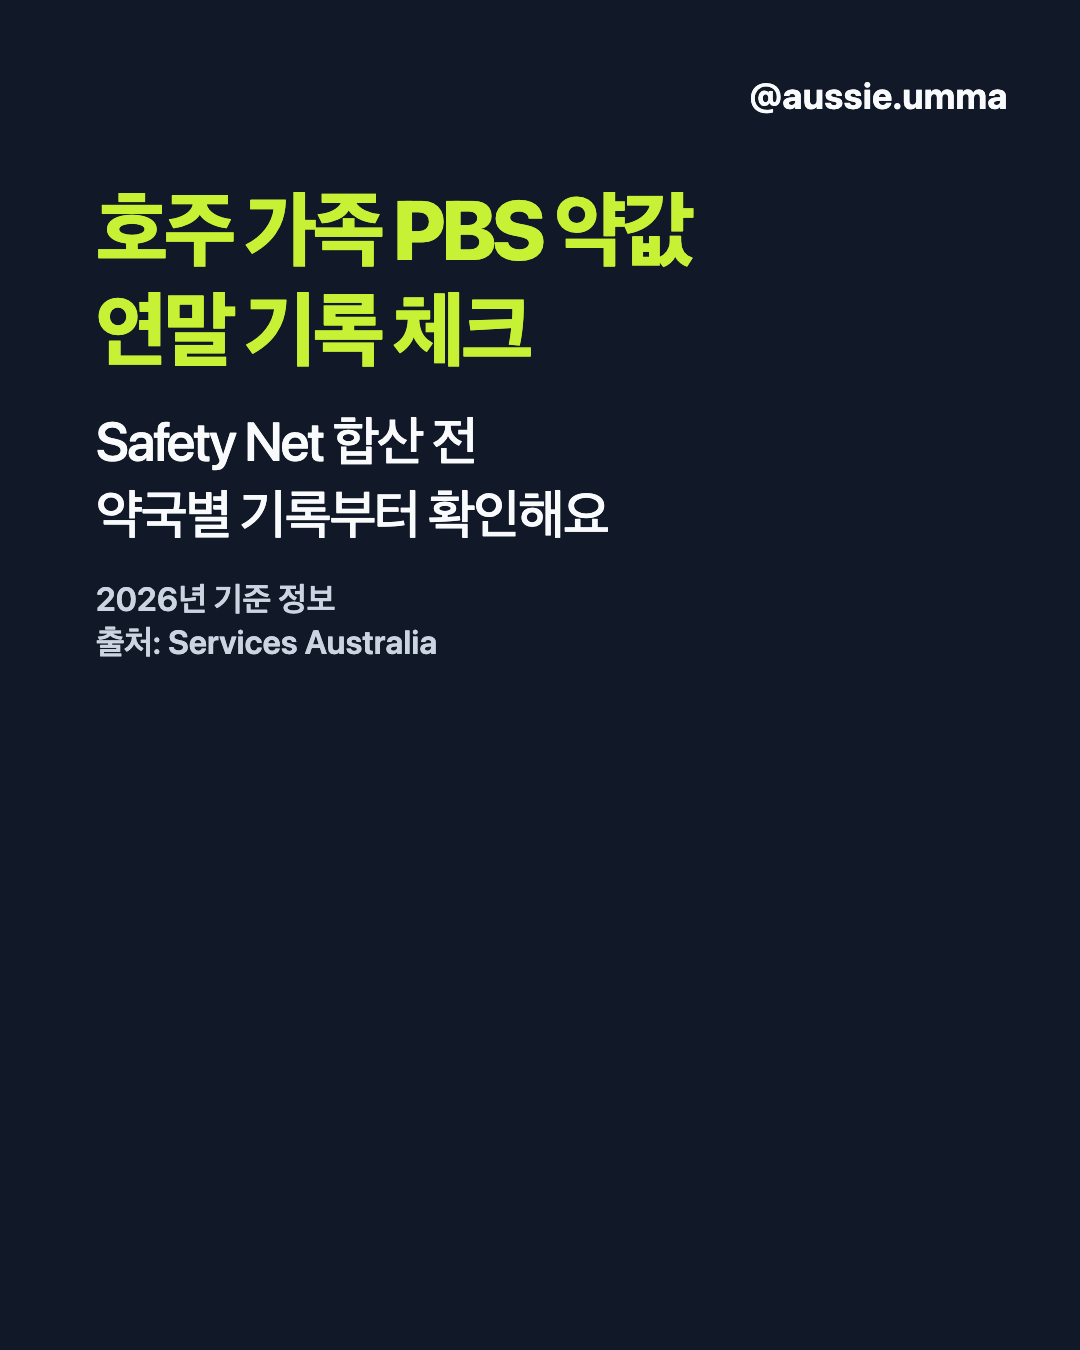 @aussie.umma
호주 가족 PBS 약값
연말 기록 체크
Safety Net 합산 전
약국별 기록부터 확인해요
2026년 기준 정보
출처: Services Australia